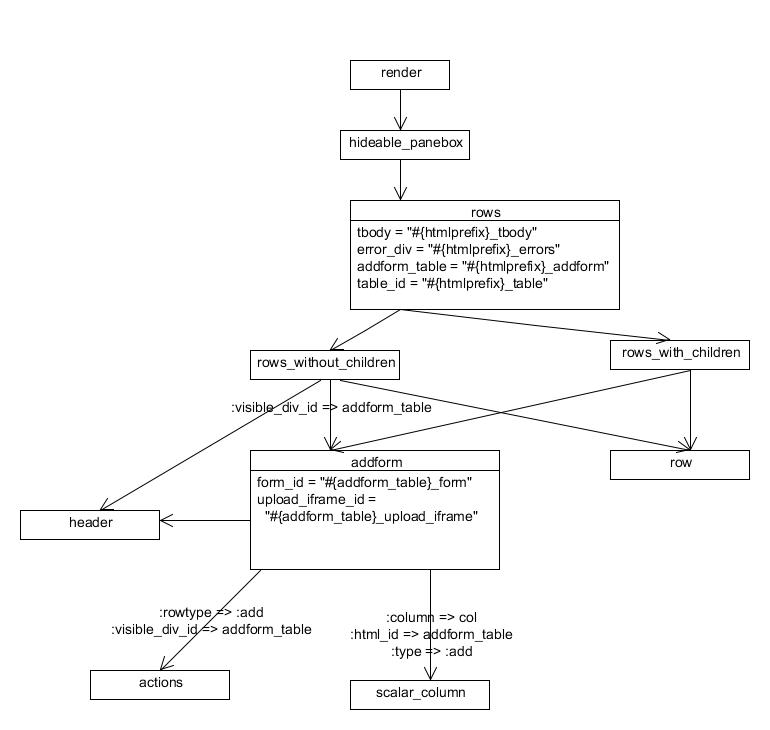 render
hideable_panebox
rows
tbody = "#{htmlprefix}_tbody"
error_div = "#{htmlprefix}_errors"
addform_table = "#{htmlprefix}_addform"
table_id = "#{htmlprefix}_table"
rows_without_children
rows_with_children
:visible_div_id => addform_table
addform
form_id = "#{addform_table}_form"
upload_iframe_id =
"#{addform_table}_upload_iframe"
row
header
:rowtype => :add
:visible_div_id => addform_table
:column => col
:html_id => addform_table
:type => :add
actions
scalar_column